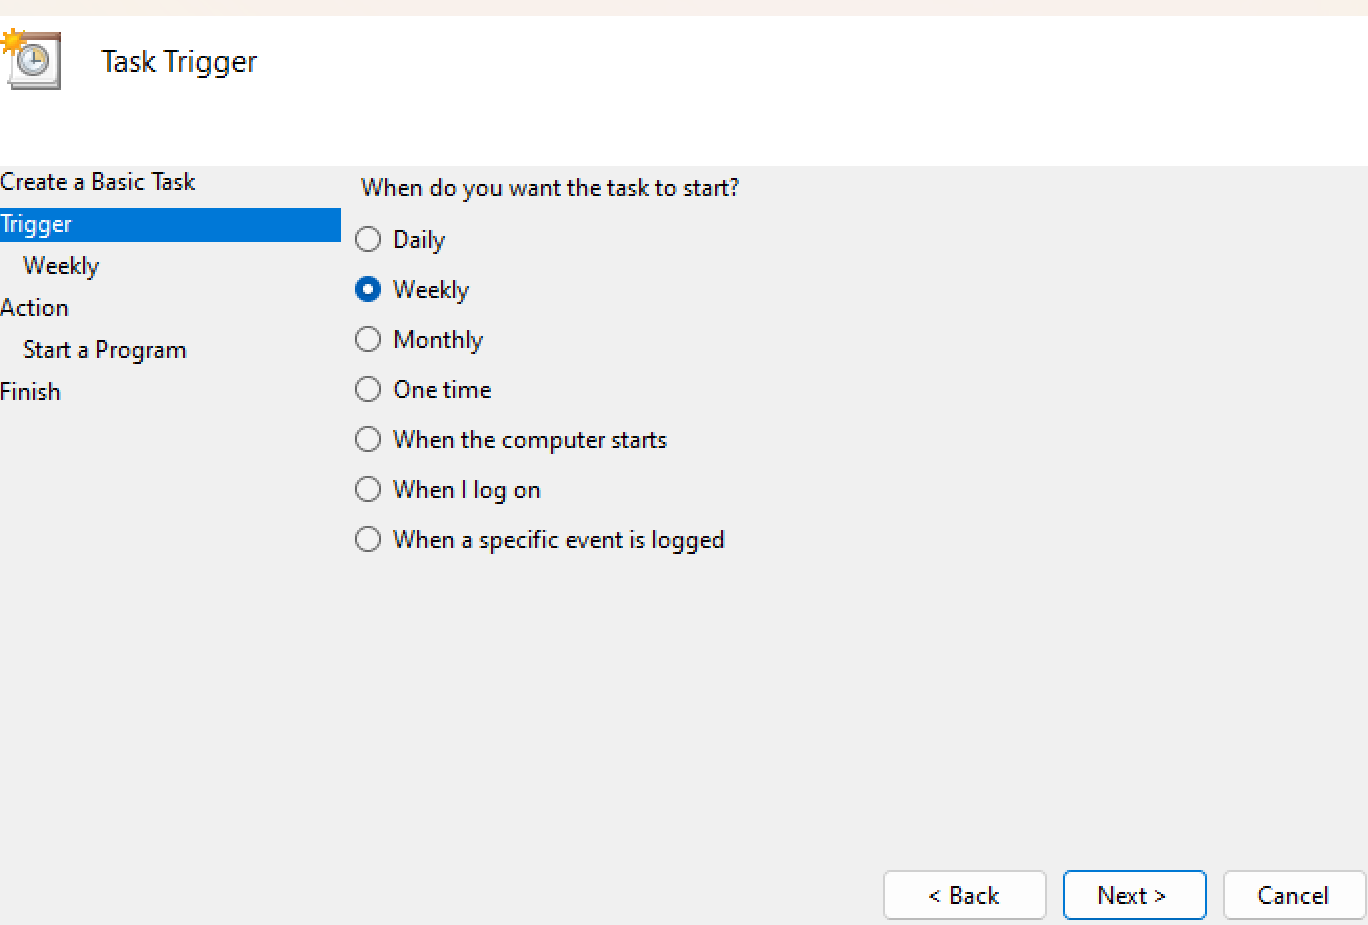 Task Trigger
Create a Basic Task
Trigger
Weekly
Action
Start a Program
Finish
When do you want the task to start?
Daily
Weekly
Monthly
One time
When the computer starts
When I log on
When a specific event is logged
< Back
Next >
Cancel